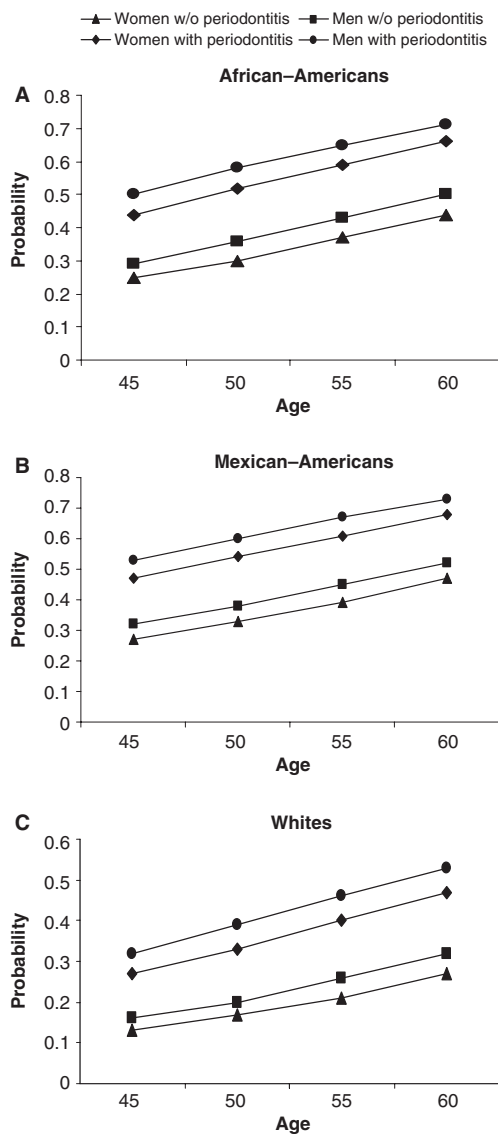 Women w/o periodontitis Men w/o periodontitis
Women with periodontitis Men with periodontitis
A African–Americans
0.8
0.7
0.6
0.5
0.4
0.3
0.2
0.1
0
Probability
45 50 55 60
Age
B Mexican–Americans
0.8
0.7
0.6
0.5
0.4
0.3
0.2
0.1
0
Probability
45 50 55 60
Age
C Whites
0.6
0.5
0.4
0.3
0.2
0.1
0
Probability
45 50 55 60
Age